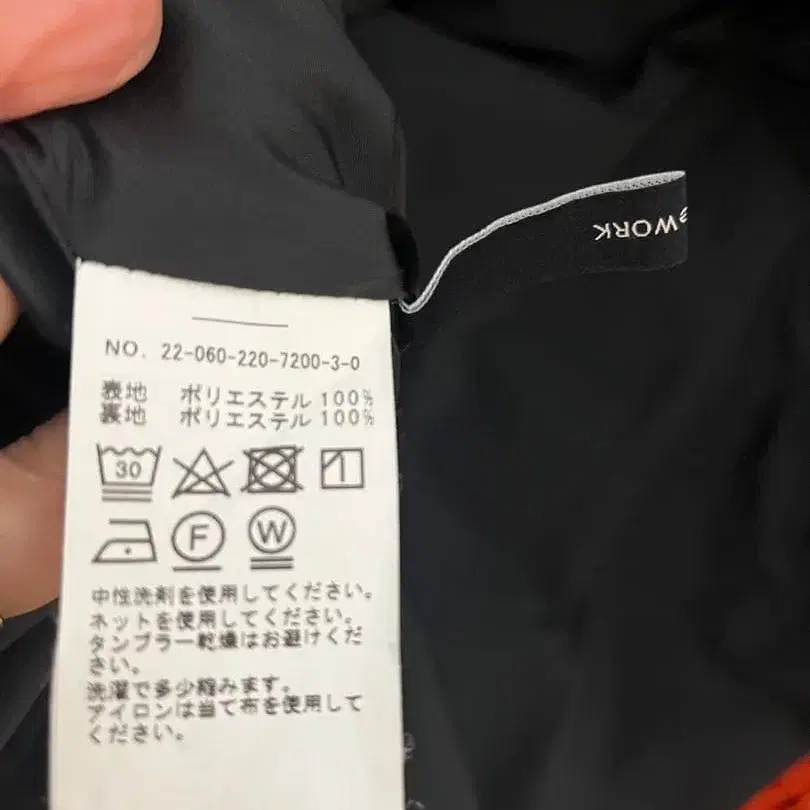 WORK
NO. 22-060-220-7200-3-0
表地 ポリエステル 100%
裏地 ポリエステル 100%
30
F W
中性洗剤を使用してください。
ネットを使用してください。
タンブラー乾燥はお避けくだ
さい。
洗濯で多少縮みます。
アイロンは当て布を使用して
ください。